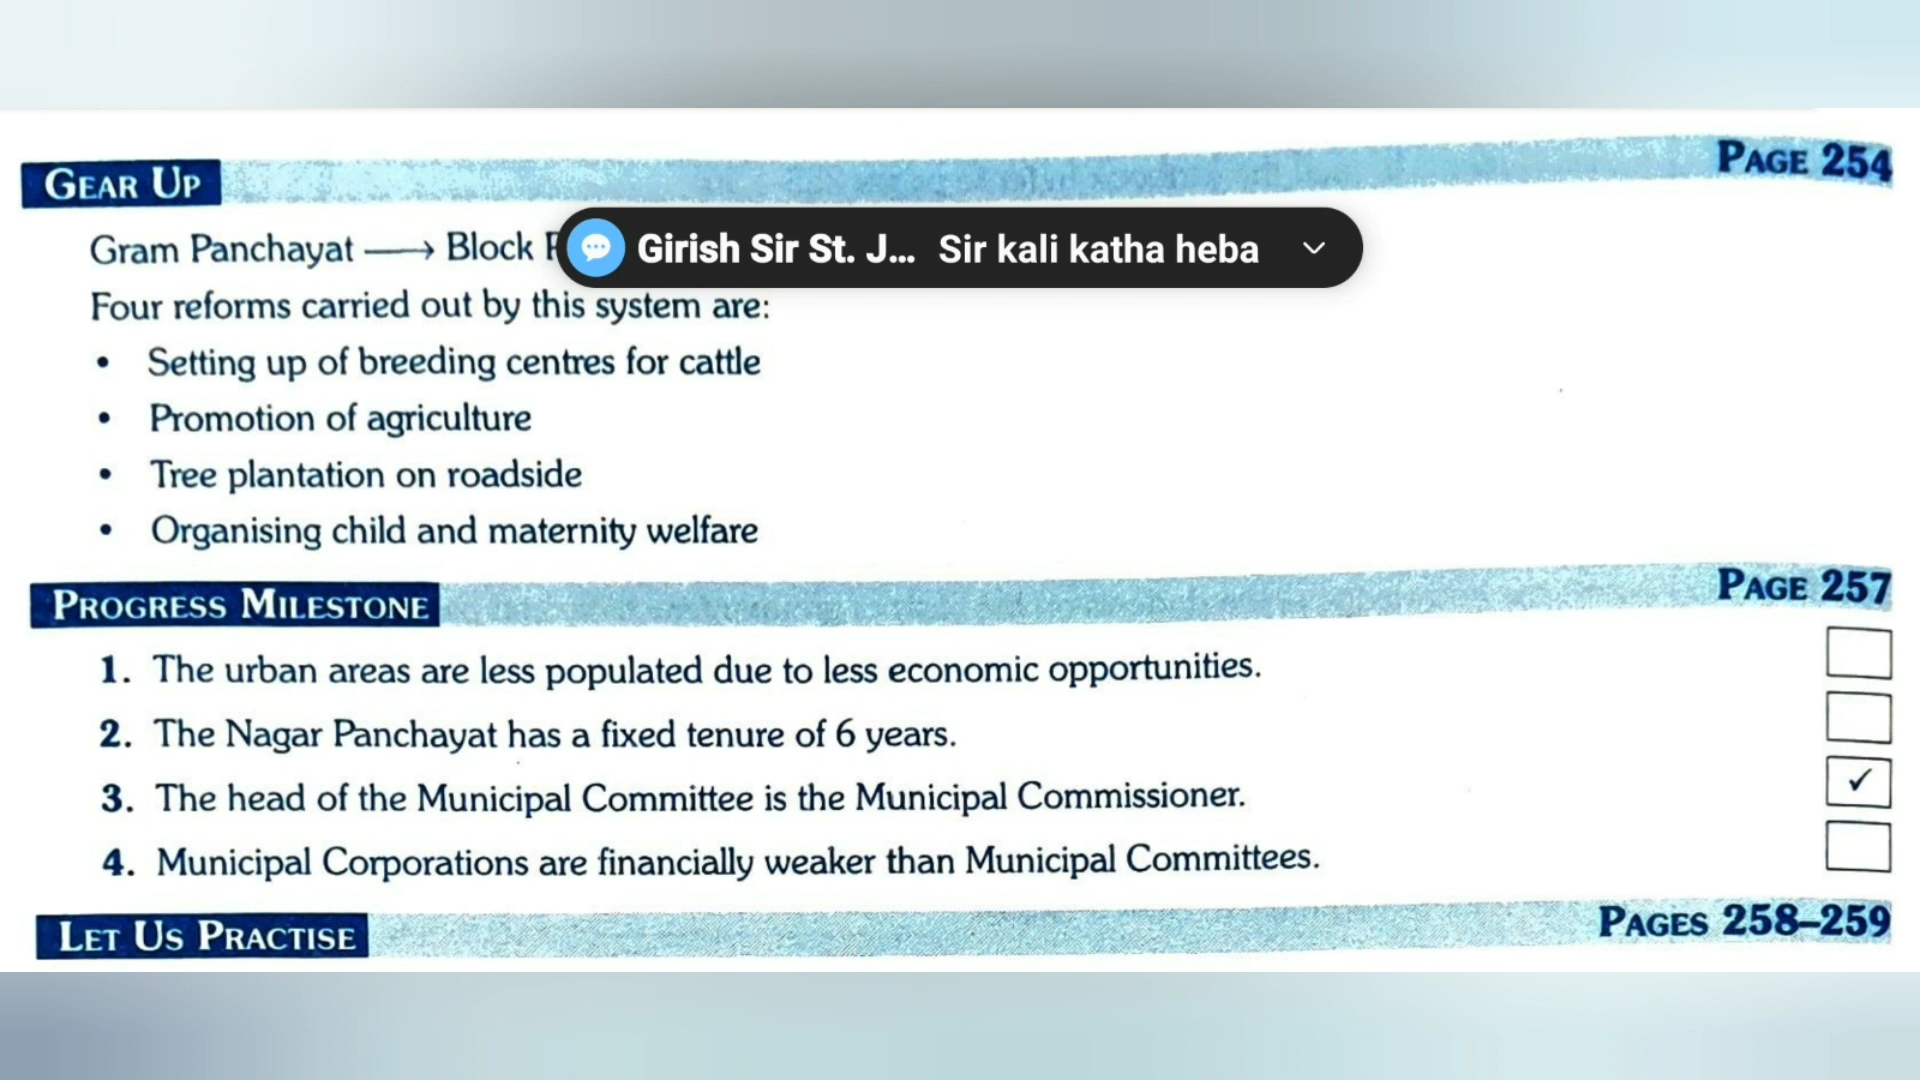 GEAR UP PAGE 254
Gram Panchayat → Block
Girish Sir St. J... Sir kali katha heba
Four reforms carried out by this system are:
• Setting up of breeding centres for cattle
• Promotion of agriculture
• Tree plantation on roadside
• Organising child and maternity welfare
PROGRESS MILESTONE PAGE 257
1. The urban areas are less populated due to less economic opportunities.
2. The Nagar Panchayat has a fixed tenure of 6 years.
3. The head of the Municipal Committee is the Municipal Commissioner. ✓
4. Municipal Corporations are financially weaker than Municipal Committees.
LET US PRACTISE PAGES 258–259